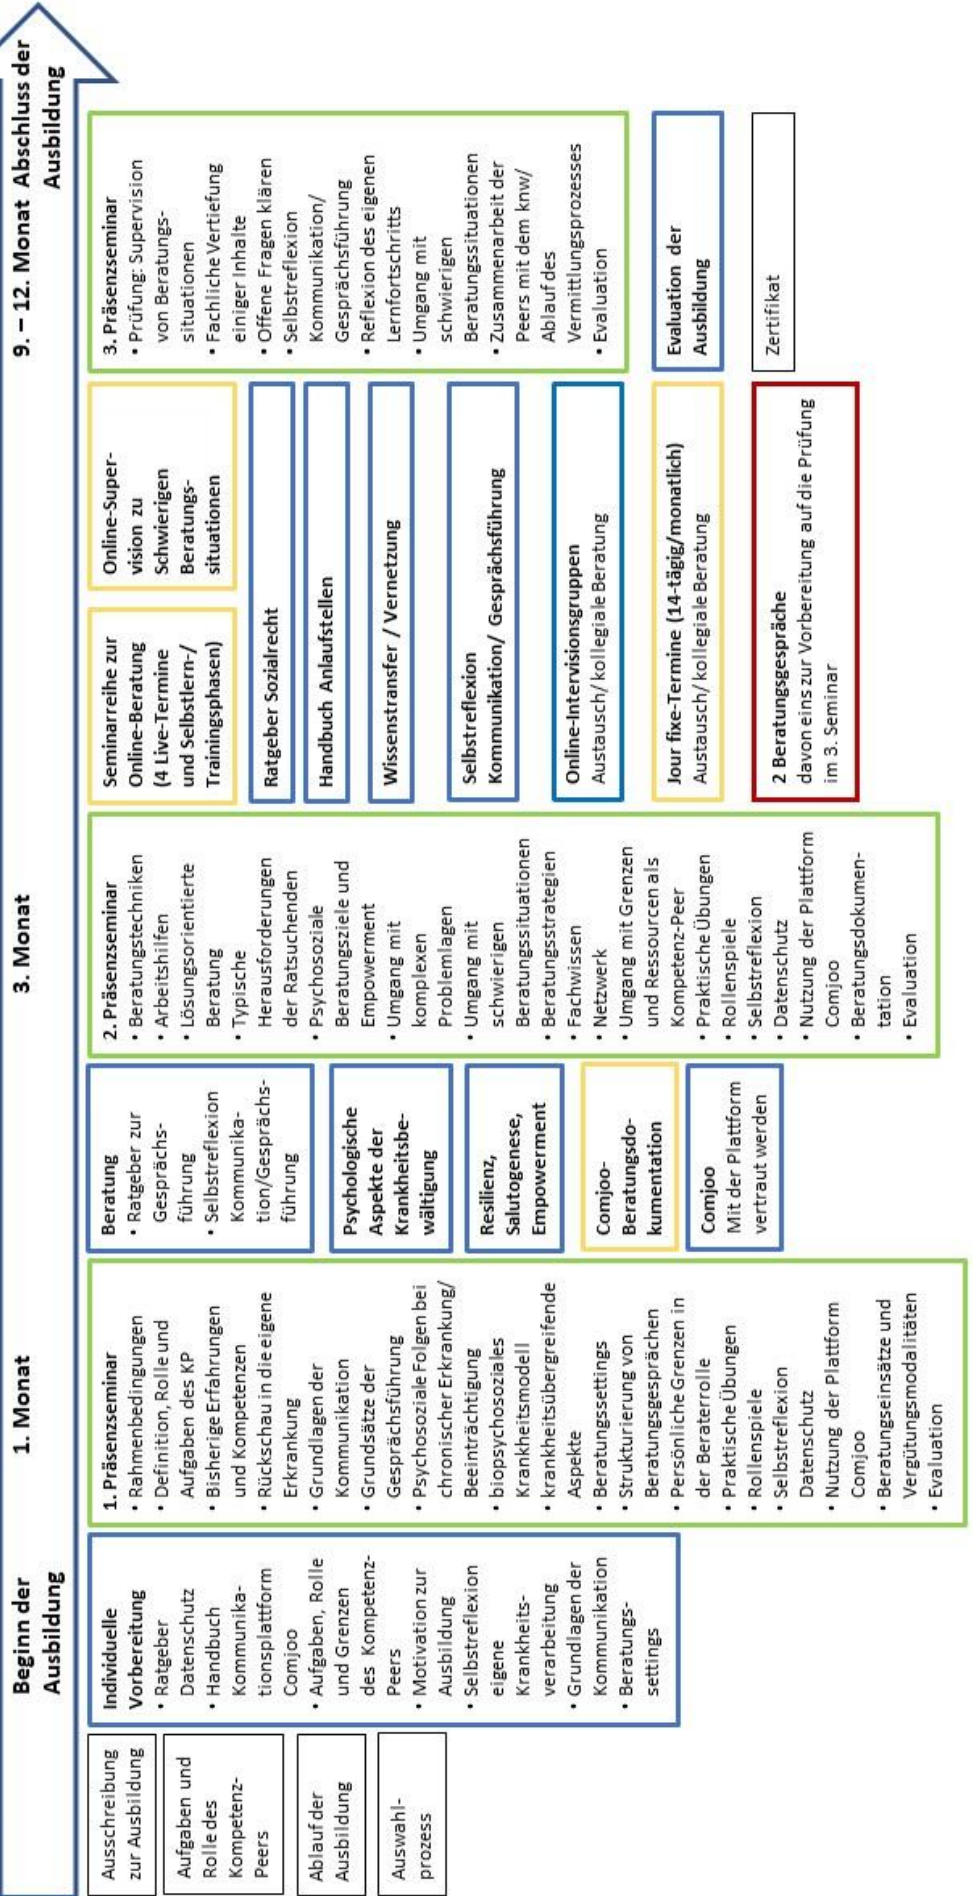 Beginn der
Ausbildung
1. Monat
3. Monat
9. – 12. Monat Abschluss der
Ausbildung
Ausschreibung
zur Ausbildung
Aufgaben und
Rolle des
Kompetenz-
Peers
Ablauf der
Ausbildung
Auswahl-
prozess
Individuelle
Vorbereitung
• Ratgeber
Datenschutz
• Handbuch
Kommunika-
tionsplattform
Comjoo
• Aufgaben, Rolle
und Grenzen
des Kompetenz-
Peers
• Motivation zur
Ausbildung
• Selbstreflexion
eigene
Krankheits-
verarbeitung
• Grundlagen der
Kommunikation
• Beratungs-
settings
1. Präsenzseminar
• Rahmenbedingungen
• Definition, Rolle und
Aufgaben des KP
• Bisherige Erfahrungen
und Kompetenzen
• Rückschau in die eigene
Erkrankung
• Grundlagen der
Kommunikation
• Grundsätze der
Gesprächsführung
• Psychosoziale Folgen bei
chronischer Erkrankung/
Beeinträchtigung
• biopsychosoziales
Krankheitsmodell
• krankheitsübergreifende
Aspekte
• Beratungssettings
• Strukturierung von
Beratungsgesprächen
• Persönliche Grenzen in
der Beraterrolle
• Praktische Übungen
• Rollenspiele
• Selbstreflexion
Datenschutz
• Nutzung der Plattform
Comjoo
• Beratungseinsätze und
Vergütungsmodalitäten
• Evaluation
Beratung
• Ratgeber zur
Gesprächs-
führung
• Selbstreflexion
Kommunika-
tion/Gesprächs-
führung
Psychologische
Aspekte der
Krankheitsbe-
wältigung
Resilienz,
Salutogenese,
Empowerment
Comjoo-
Beratungsdo-
kumentation
Comjoo
Mit der Plattform
vertraut werden
2. Präsenzseminar
• Beratungstechniken
• Arbeitshilfen
• Lösungsorientierte
Beratung
• Typische
Herausforderungen
der Ratsuchenden
• Psychosoziale
Beratungsziele und
Empowerment
• Umgang mit
komplexen
Problemlagen
• Umgang mit
schwierigen
Beratungssituationen
• Beratungsstrategien
• Fachwissen
• Netzwerk
• Umgang mit Grenzen
und Ressourcen als
Kompetenz-Peer
• Praktische Übungen
• Rollenspiele
• Selbstreflexion
• Datenschutz
• Nutzung der Plattform
Comjoo
• Beratungsdokumen-
tation
• Evaluation
Seminarreihe zur
Online-Beratung
(4 Live-Termine
und Selbstlern-/
Trainingsphasen)
Online-Super-
vision zu
Schwierigen
Beratungs-
situationen
Ratgeber Sozialrecht
Handbuch Anlaufstellen
Wissenstransfer / Vernetzung
Selbstreflexion
Kommunikation/ Gesprächsführung
Online-Intervisionsgruppen
Austausch/ kollegiale Beratung
Jour fixe-Termine (14-tägig/monatlich)
Austausch/ kollegiale Beratung
2 Beratungsgespräche
davon eins zur Vorbereitung auf die Prüfung
im 3. Seminar
3. Präsenzseminar
• Prüfung: Supervision
von Beratungs-
situationen
• Fachliche Vertiefung
einiger Inhalte
• Offene Fragen klären
• Selbstreflexion
Kommunikation/
Gesprächsführung
• Reflexion des eigenen
Lernfortschritts
• Umgang mit
schwierigen
Beratungssituationen
• Zusammenarbeit der
Peers mit dem knw/
Ablauf des
Vermittlungsprozesses
• Evaluation
Evaluation der
Ausbildung
Zertifikat